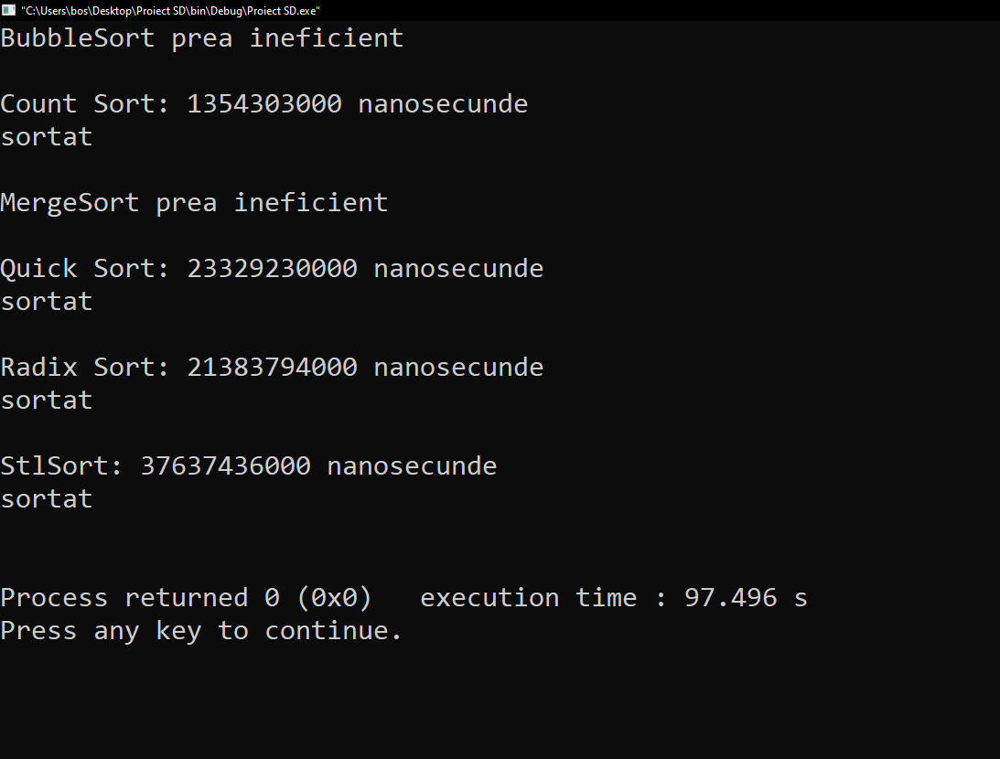 "C:\Users\bos\Desktop\Proiect SD\bin\Debug\Proiect SD.exe"
BubbleSort prea ineficient
Count Sort: 1354303000 nanosecunde
sortat
MergeSort prea ineficient
Quick Sort: 23329230000 nanosecunde
sortat
Radix Sort: 21383794000 nanosecunde
sortat
StlSort: 37637436000 nanosecunde
sortat
Process returned 0 (0x0)   execution time : 97.496 s
Press any key to continue.